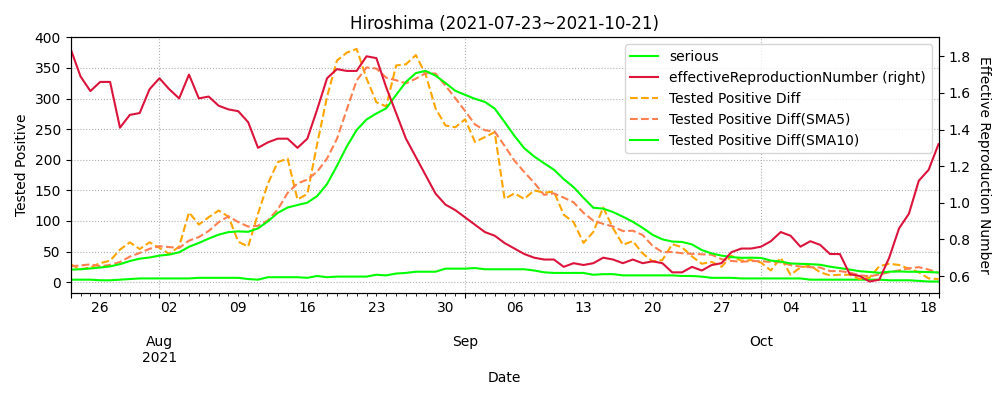 Hiroshima (2021-07-23~2021-10-21)
Tested Positive
400
350
300
250
200
150
100
50
0
serious
effectiveReproductionNumber (right)
Tested Positive Diff
Tested Positive Diff(SMA5)
Tested Positive Diff(SMA10)
1.8
1.6
1.4
1.2
1.0
0.8
0.6
Effective Reproduction Number
26 02 09 16 23 30 06 13 20 27 04 11 18
Aug Sep Oct
2021
Date